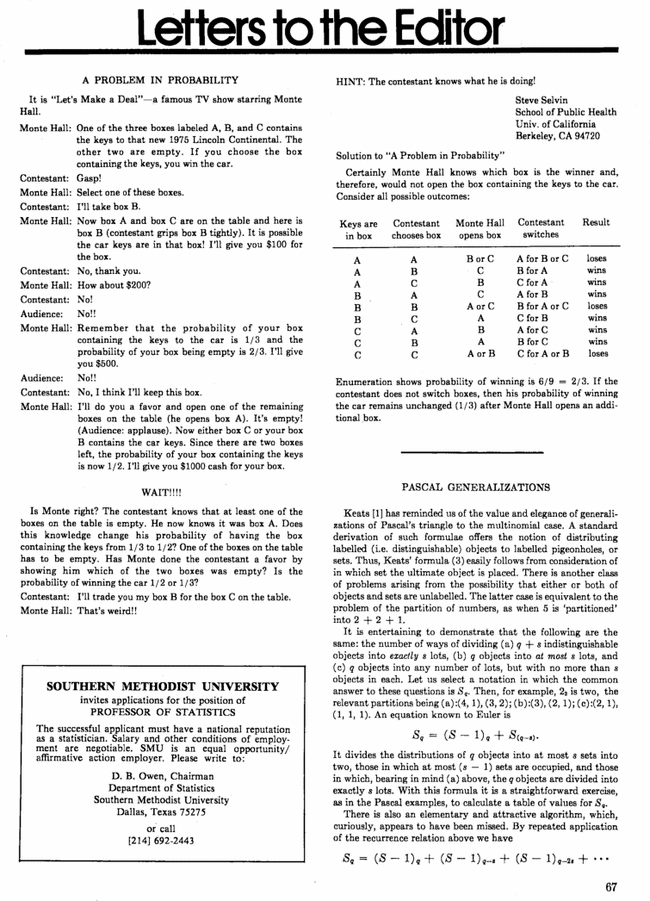 Letters to the Editor
A PROBLEM IN PROBABILITY
It is "Let's Make a Deal"—a famous TV show starring Monte
Hall.
Monte Hall: One of the three boxes labeled A, B, and C contains
the keys to that new 1975 Lincoln Continental. The
other two are empty. If you choose the box
containing the keys, you win the car.
Contestant: Gasp!
Monte Hall: Select one of these boxes.
Contestant: I'll take box B.
Monte Hall: Now box A and box C are on the table and here is
box B (contestant grips box B tightly). It is possible
the car keys are in that box! I'll give you $100 for
the box.
Contestant: No, thank you.
Monte Hall: How about $200?
Contestant: No!
Audience: No!!
Monte Hall: Remember that the probability of your box
containing the keys to the car is 1/3 and the
probability of your box being empty is 2/3. I'll give
you $500.
Audience: No!!
Contestant: No, I think I'll keep this box.
Monte Hall: I'll do you a favor and open one of the remaining
boxes on the table (he opens box A). It's empty!
(Audience: applause). Now either box C or your box
B contains the car keys. Since there are two boxes
left, the probability of your box containing the keys
is now 1/2. I'll give you $1000 cash for your box.
WAIT!!!!
Is Monte right? The contestant knows that at least one of the
boxes on the table is empty. He now knows it was box A. Does
this knowledge change his probability of having the box
containing the keys from 1/3 to 1/2? One of the boxes on the table
has to be empty. Has Monte done the contestant a favor by
showing him which of the two boxes was empty? Is the
probability of winning the car 1/2 or 1/3?
Contestant: I'll trade you my box B for the box C on the table.
Monte Hall: That's weird!!
SOUTHERN METHODIST UNIVERSITY
invites applications for the position of
PROFESSOR OF STATISTICS
The successful applicant must have a national reputation
as a statistician. Salary and other conditions of employ-
ment are negotiable. SMU is an equal opportunity/
affirmative action employer. Please write to:
D. B. Owen, Chairman
Department of Statistics
Southern Methodist University
Dallas, Texas 75275
or call
[214] 692-2443
HINT: The contestant knows what he is doing!
Steve Selvin
School of Public Health
Univ. of California
Berkeley, CA 94720
Solution to "A Problem in Probability"
Certainly Monte Hall knows which box is the winner and,
therefore, would not open the box containing the keys to the car.
Consider all possible outcomes:
Keys are Contestant Monte Hall Contestant Result
in box chooses box opens box switches
A A B or C A for B or C loses
A B C B for A wins
A C B C for A wins
B A C A for B wins
B B A or C B for A or C loses
B C A C for B wins
C A B A for C wins
C B A B for C wins
C C A or B C for A or B loses
Enumeration shows probability of winning is 6/9 = 2/3. If the
contestant does not switch boxes, then his probability of winning
the car remains unchanged (1/3) after Monte Hall opens an addi-
tional box.
PASCAL GENERALIZATIONS
Keats [1] has reminded us of the value and elegance of generali-
zations of Pascal's triangle to the multinomial case. A standard
derivation of such formulae offers the notion of distributing
labelled (i.e. distinguishable) objects to labelled pigeonholes, or
sets. Thus, Keats' formula (3) easily follows from consideration of
in which set the ultimate object is placed. There is another class
of problems arising from the possibility that either or both of
objects and sets are unlabelled. The latter case is equivalent to the
problem of the partition of numbers, as when 5 is 'partitioned'
into 2 + 2 + 1.
It is entertaining to demonstrate that the following are the
same: the number of ways of dividing (a) q + s indistinguishable
objects into exactly s lots, (b) q objects into at most s lots, and
(c) q objects into any number of lots, but with no more than s
objects in each. Let us select a notation in which the common
answer to these questions is S_q. Then, for example, 2₃ is two, the
relevant partitions being (a):(4, 1), (3, 2); (b):(3), (2, 1); (c):(2, 1),
(1, 1, 1). An equation known to Euler is
S_q = (S − 1)_q + S_(q−s).
It divides the distributions of q objects into at most s sets into
two, those in which at most (s − 1) sets are occupied, and those
in which, bearing in mind (a) above, the q objects are divided into
exactly s lots. With this formula it is a straightforward exercise,
as in the Pascal examples, to calculate a table of values for S_q.
There is also an elementary and attractive algorithm, which,
curiously, appears to have been missed. By repeated application
of the recurrence relation above we have
S_q = (S − 1)_q + (S − 1)_q−s + (S − 1)_q−2s + ···
67